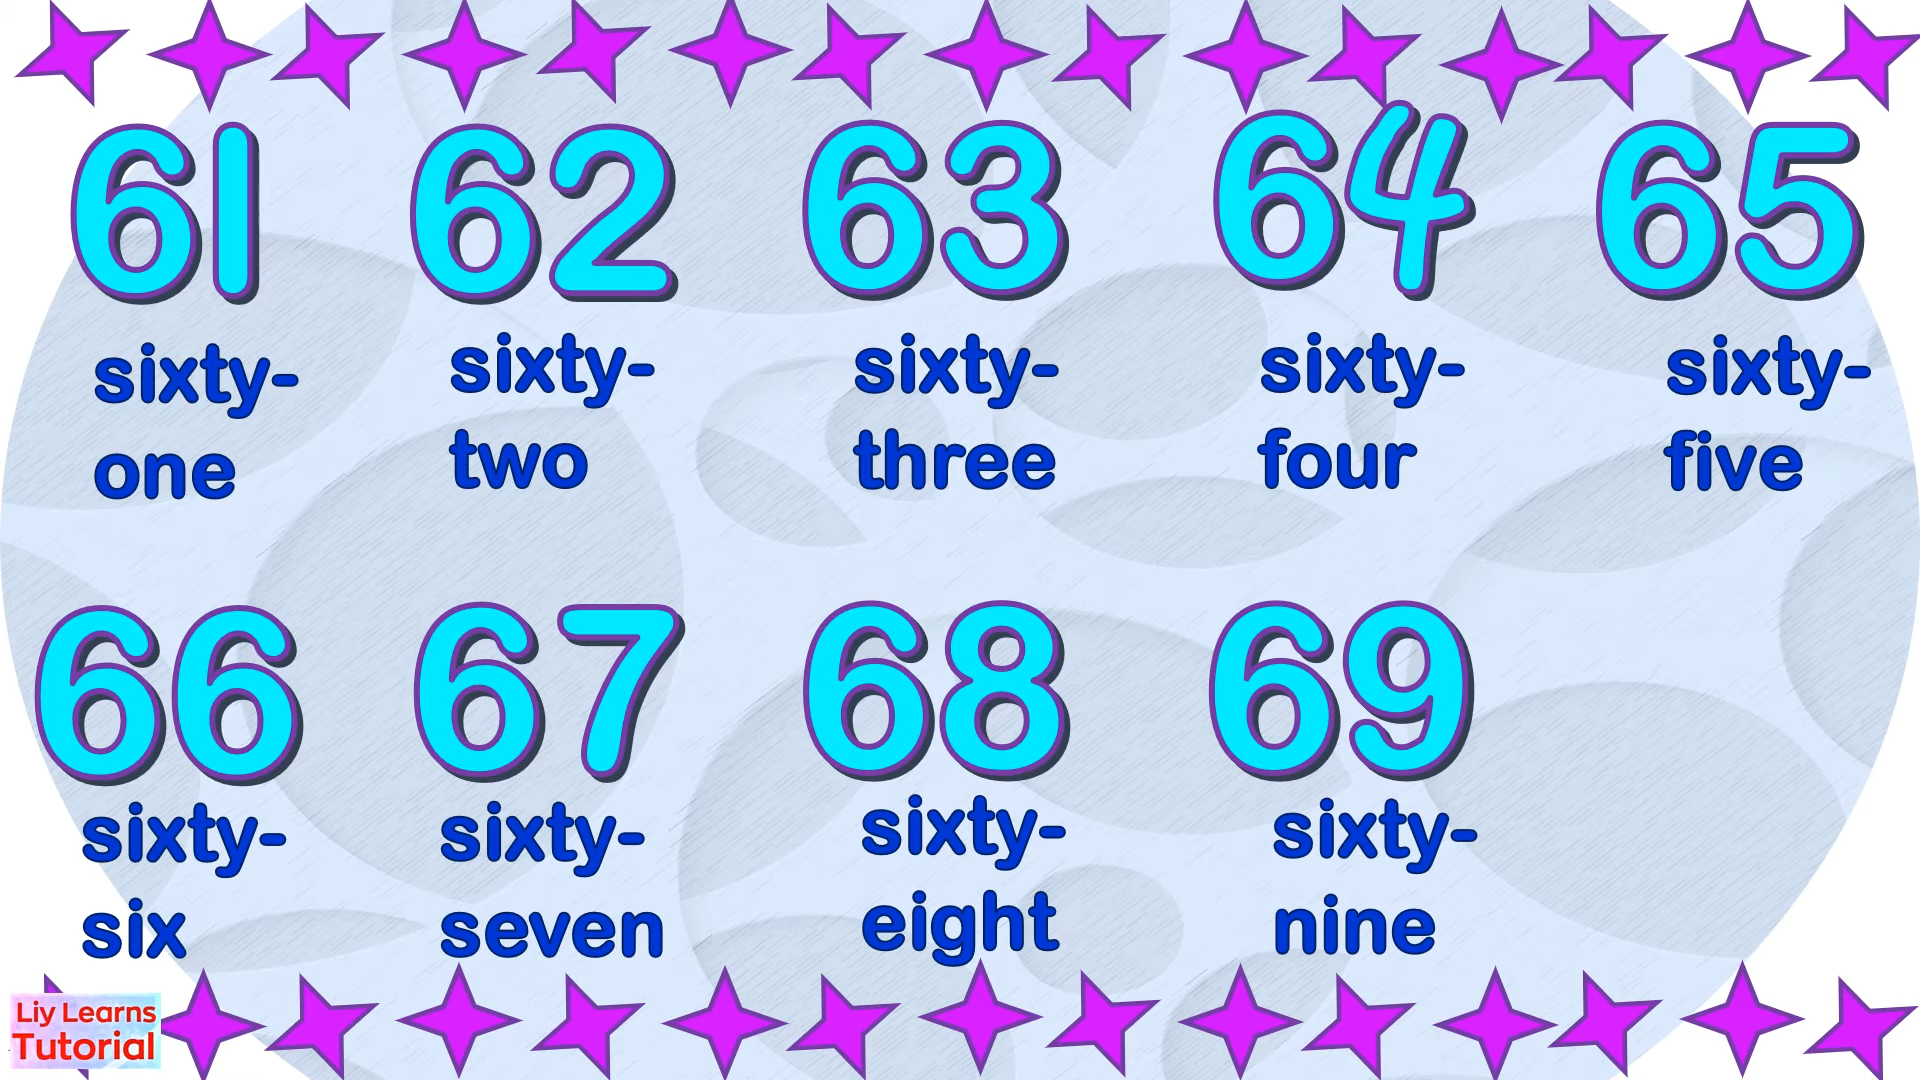 61 62 63 64 65
sixty- sixty- sixty- sixty- sixty-
one two three four five
66 67 68 69
sixty- sixty- sixty- sixty-
six seven eight nine
Liy Learns
Tutorial